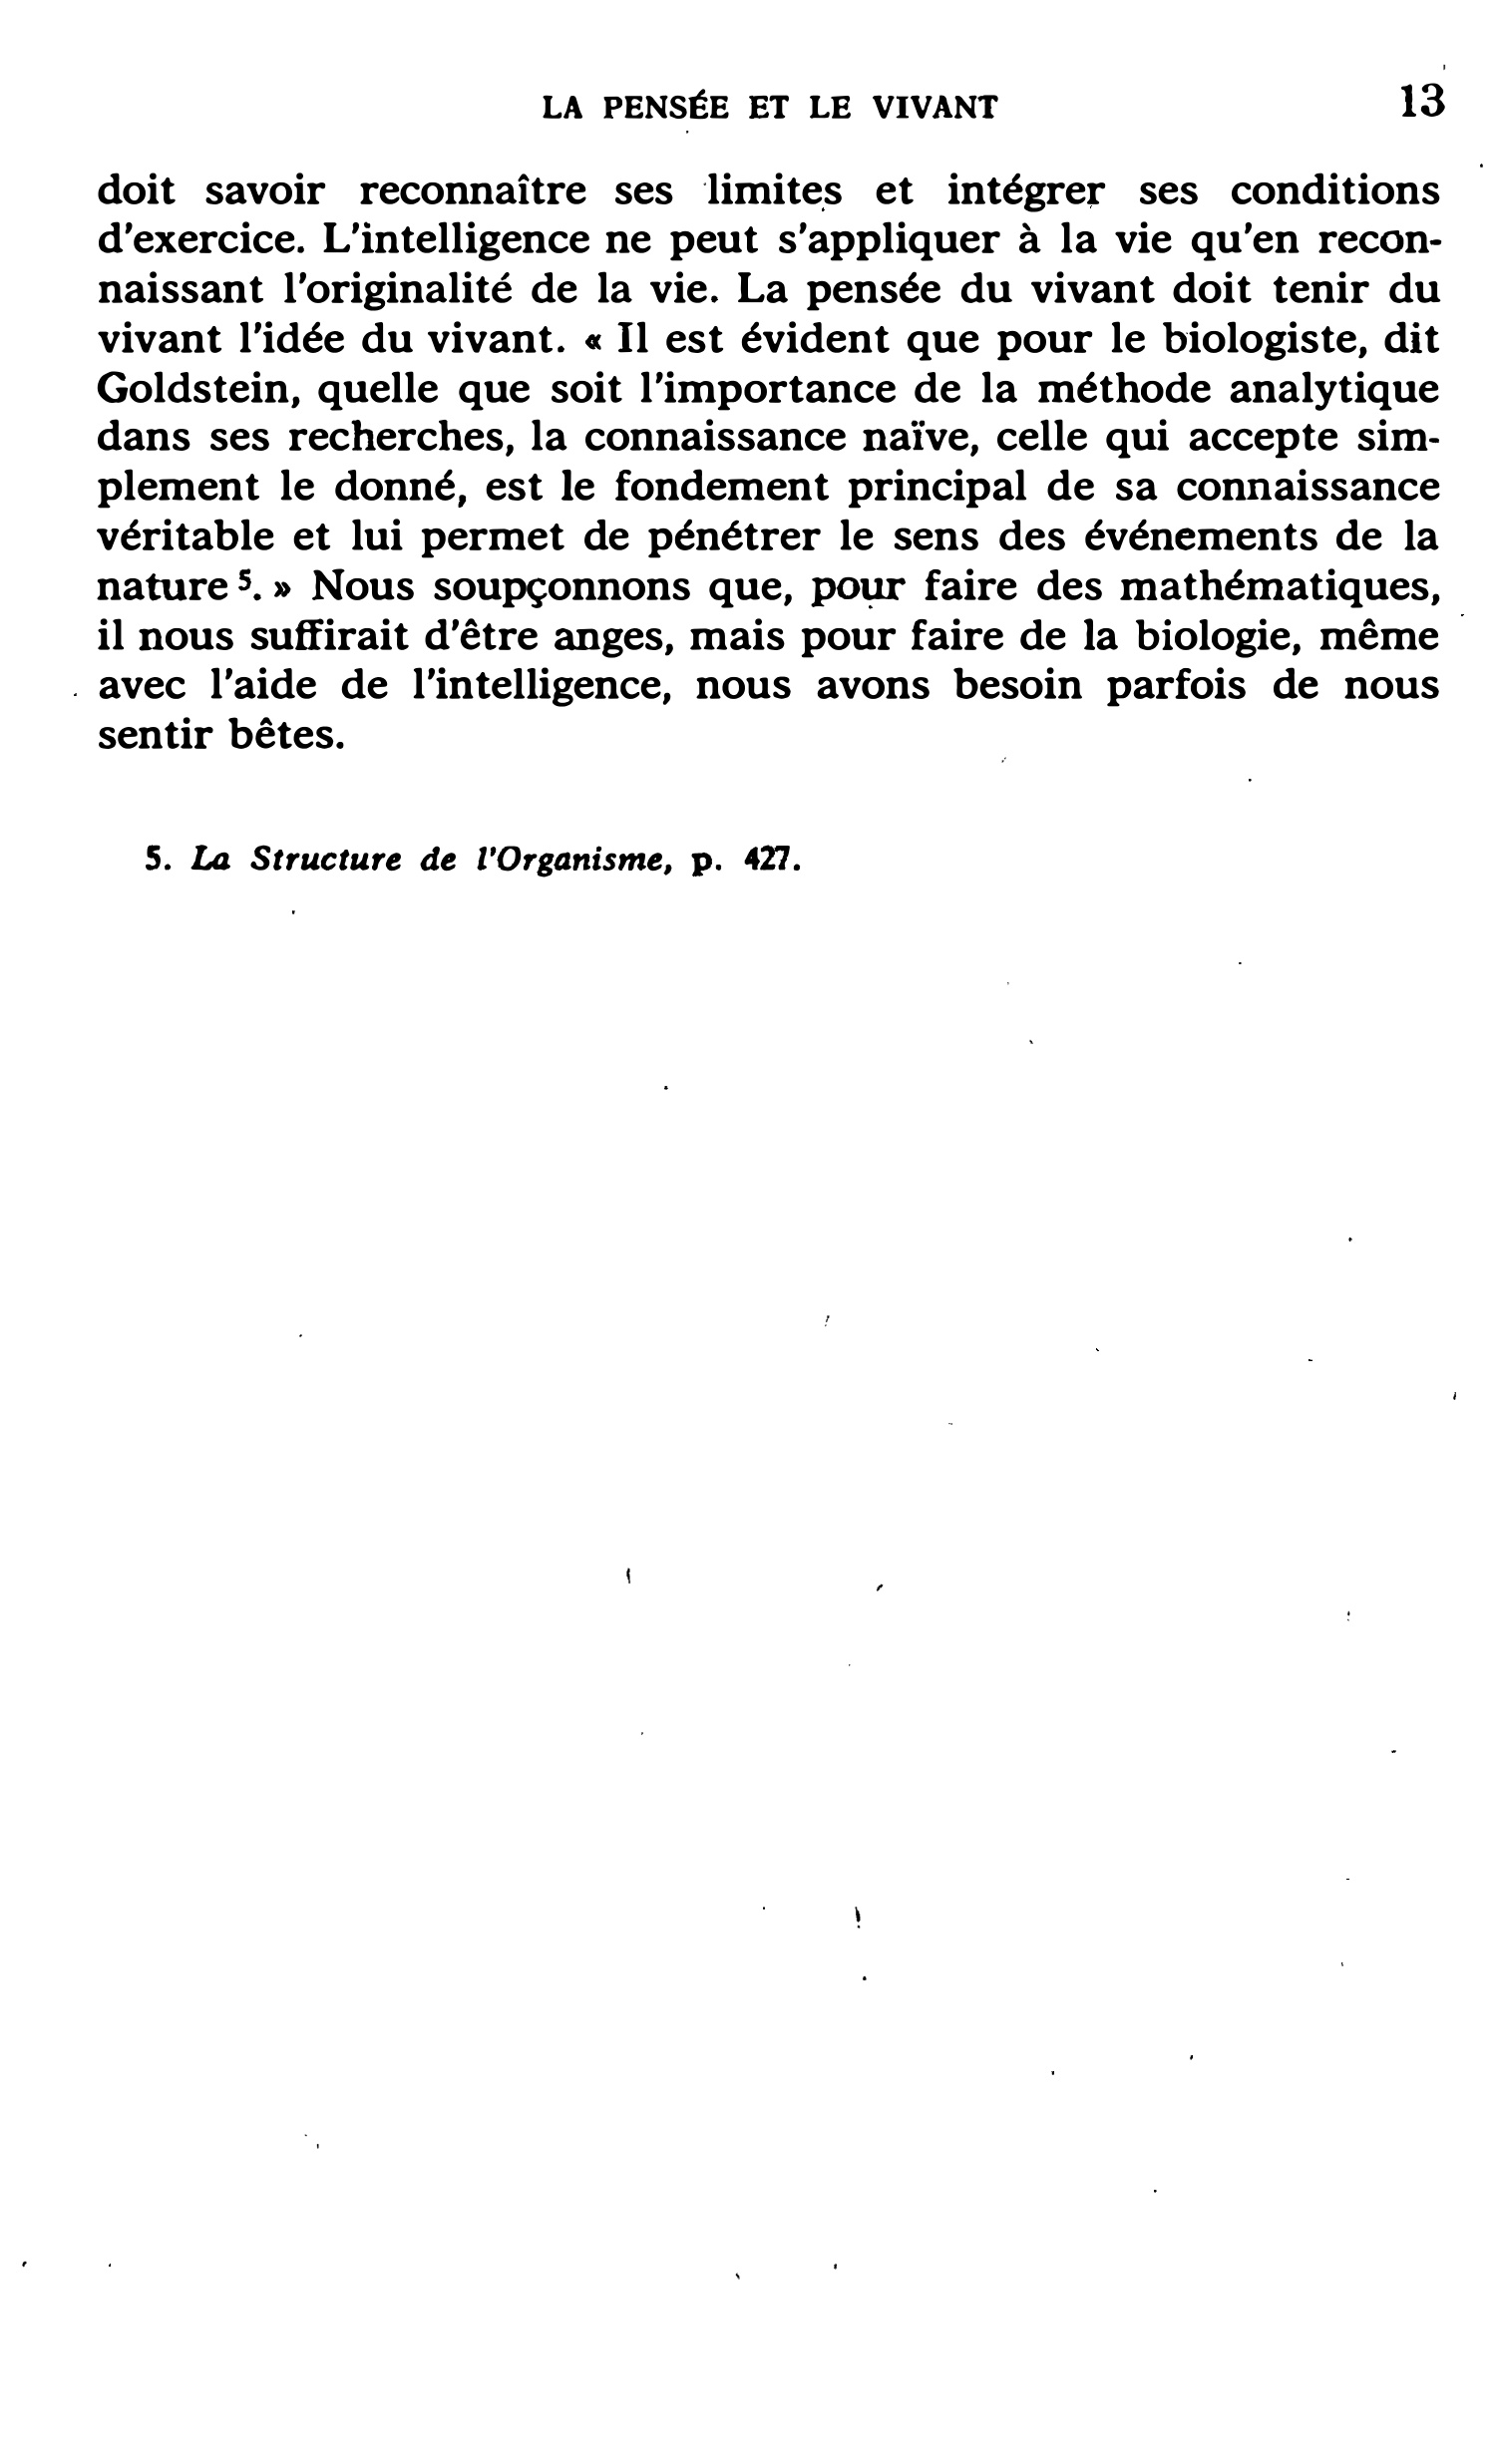 LA PENSÉE ET LE VIVANT 13
doit savoir reconnaître ses limites et intégrer ses conditions
d'exercice. L'intelligence ne peut s'appliquer à la vie qu'en recon-
naissant l'originalité de la vie. La pensée du vivant doit tenir du
vivant l'idée du vivant. « Il est évident que pour le biologiste, dit
Goldstein, quelle que soit l'importance de la méthode analytique
dans ses recherches, la connaissance naïve, celle qui accepte sim-
plement le donné, est le fondement principal de sa connaissance
véritable et lui permet de pénétrer le sens des événements de la
nature ⁵. » Nous soupçonnons que, pour faire des mathématiques,
il nous suffirait d'être anges, mais pour faire de la biologie, même
avec l'aide de l'intelligence, nous avons besoin parfois de nous
sentir bêtes.
5. La Structure de l'Organisme, p. 427.